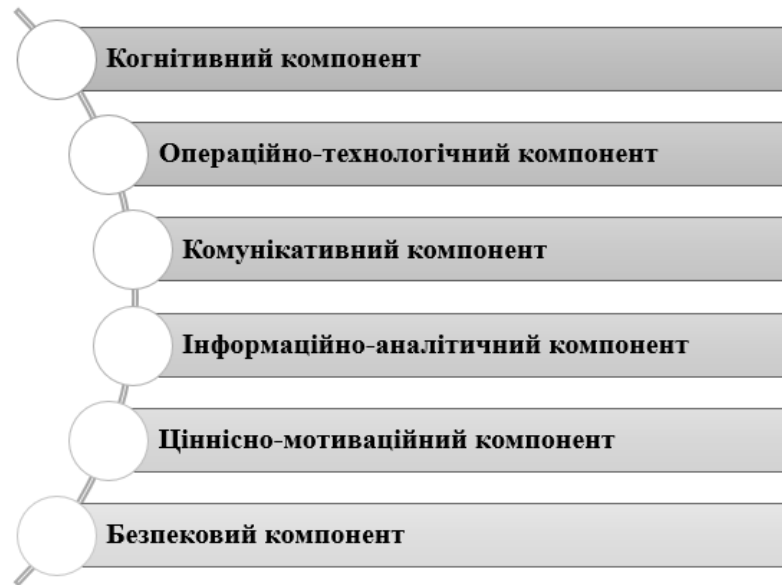 Когнітивний компонент
Операційно-технологічний компонент
Комунікативний компонент
Інформаційно-аналітичний компонент
Ціннісно-мотиваційний компонент
Безпековий компонент